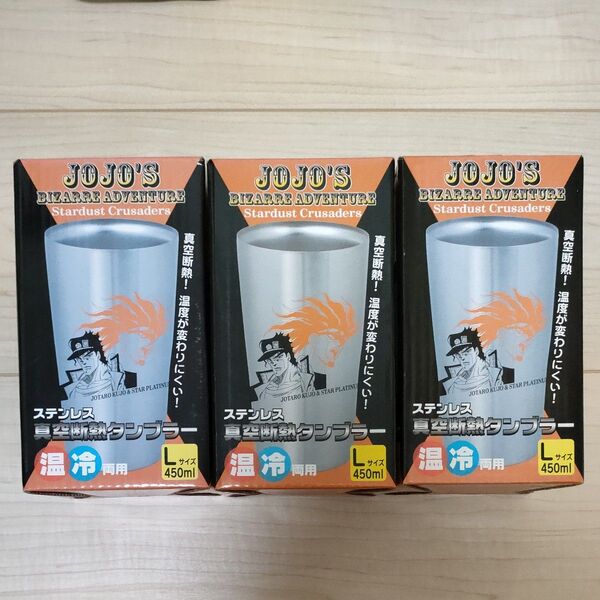 JOJO'S
BIZARRE ADVENTURE
Stardust Crusaders
真空断熱！温度が変わりにくい！
JOTARO KUJO & STAR PLATINUM
ステンレス
真空断熱タンブラー
温冷両用
Lサイズ
450ml
JOJO'S
BIZARRE ADVENTURE
Stardust Crusaders
真空断熱！温度が変わりにくい！
JOTARO KUJO & STAR PLATINUM
ステンレス
真空断熱タンブラー
温冷両用
Lサイズ
450ml
JOJO'S
BIZARRE ADVENTURE
Stardust Crusaders
真空断熱！温度が変わりにくい！
JOTARO KUJO & STAR PLATINUM
ステンレス
真空断熱タンブラー
温冷両用
Lサイズ
450ml